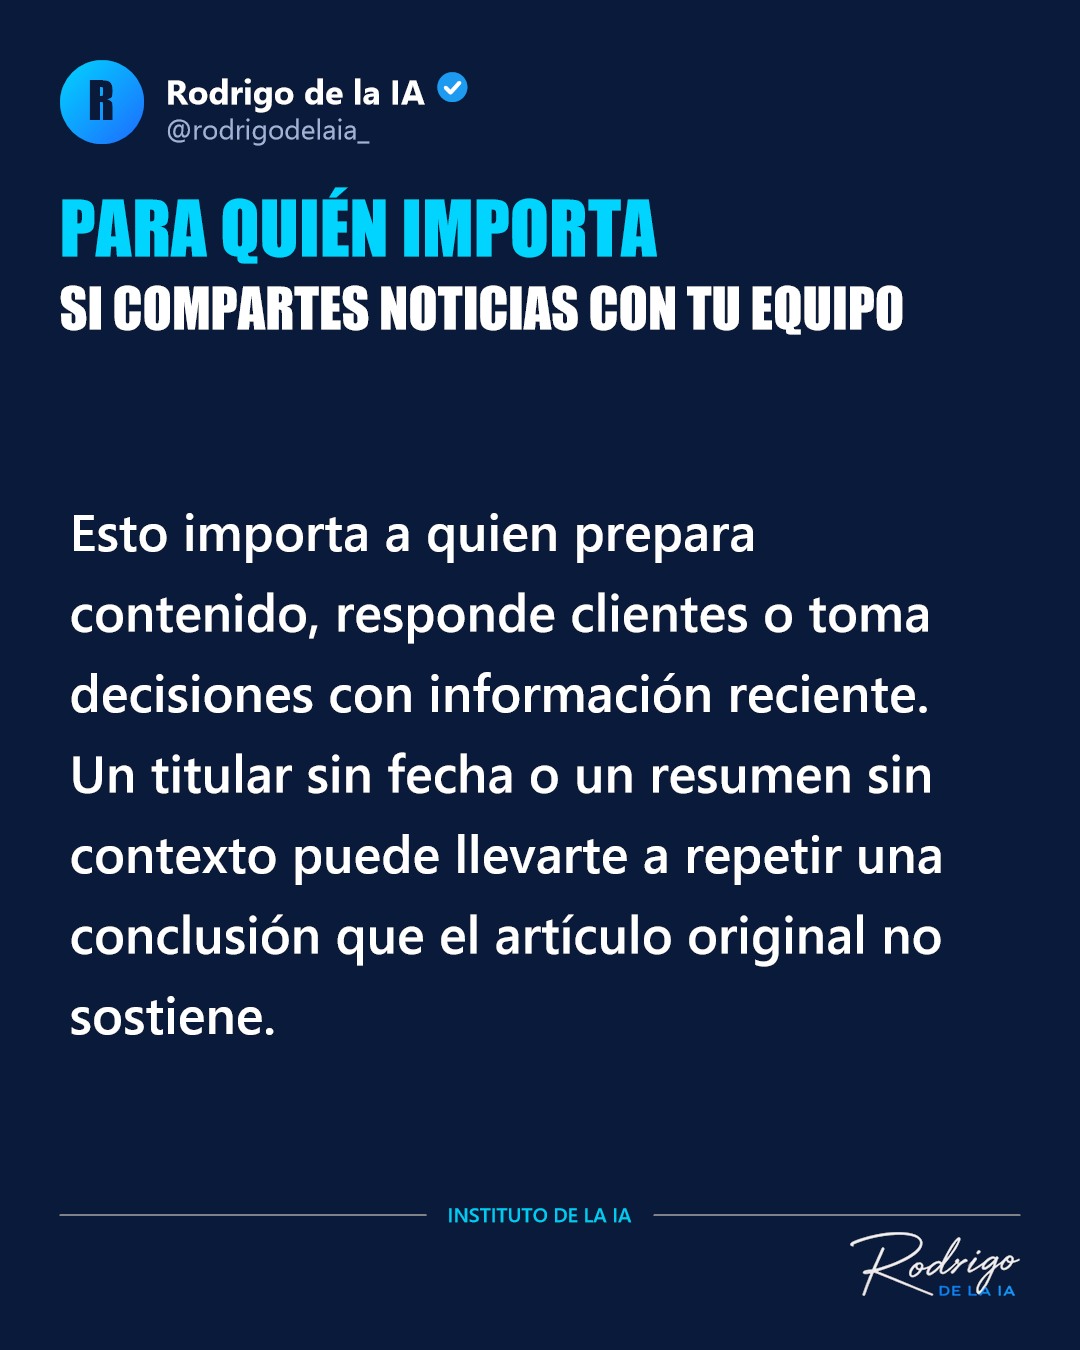 R
Rodrigo de la IA
@rodrigodelaia_
PARA QUIÉN IMPORTA
SI COMPARTES NOTICIAS CON TU EQUIPO
Esto importa a quien prepara
contenido, responde clientes o toma
decisiones con información reciente.
Un titular sin fecha o un resumen sin
contexto puede llevarte a repetir una
conclusión que el artículo original no
sostiene.
INSTITUTO DE LA IA
Rodrigo
DE LA IA